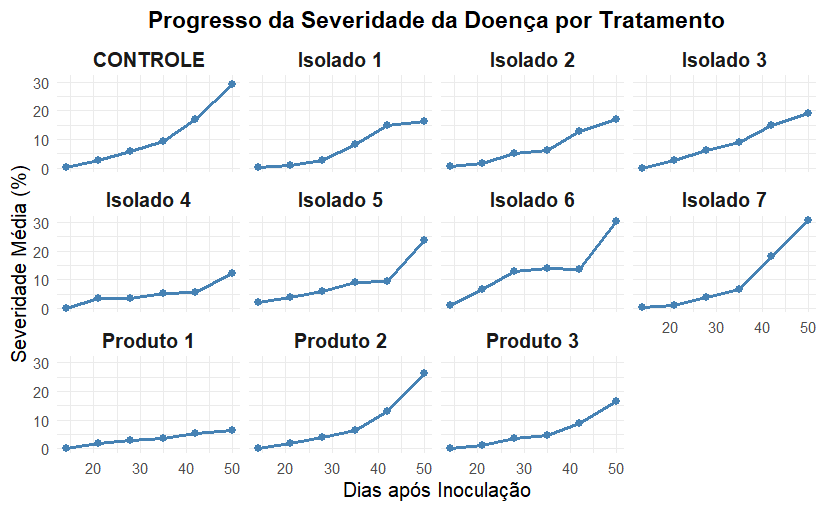 Progresso da Severidade da Doença por Tratamento
CONTROLE Isolado 1 Isolado 2 Isolado 3
30
20
10
0
Isolado 4 Isolado 5 Isolado 6 Isolado 7
30
20
10
0
20 30 40 50
Produto 1 Produto 2 Produto 3
30
20
10
0
20 30 40 50 20 30 40 50 20 30 40 50
Dias após Inoculação
Severidade Média (%)